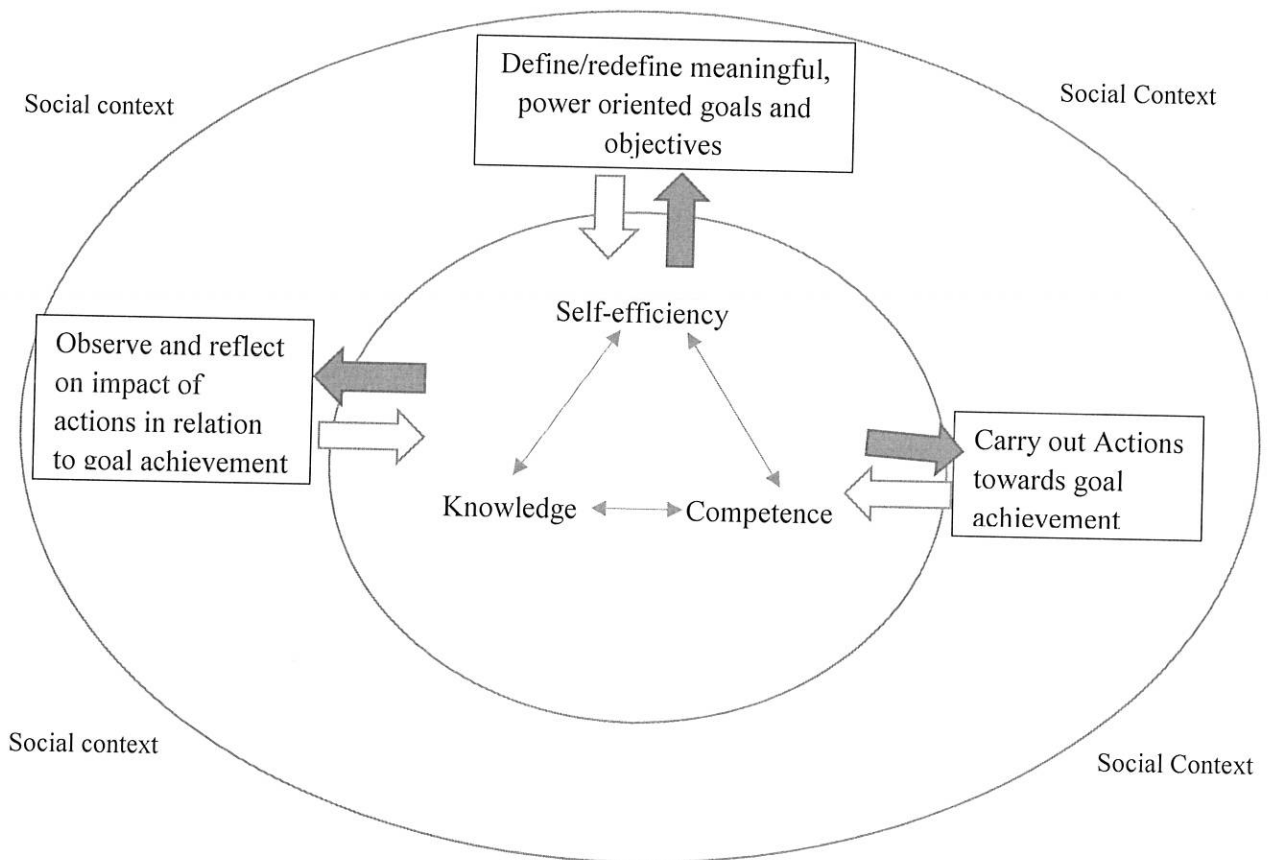 Define/redefine meaningful,
power oriented goals and
objectives
Social context
Social Context
Self-efficiency
Observe and reflect
on impact of
actions in relation
to goal achievement
Carry out Actions
towards goal
achievement
Knowledge
Competence
Social context
Social Context